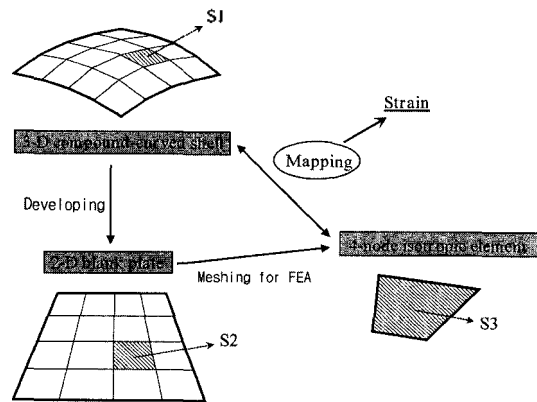 S1
Strain
3-D compound-curved shell
Mapping
Developing
2-D blank plate
4-node isotropic element
Meshing for FEA
S2
S3